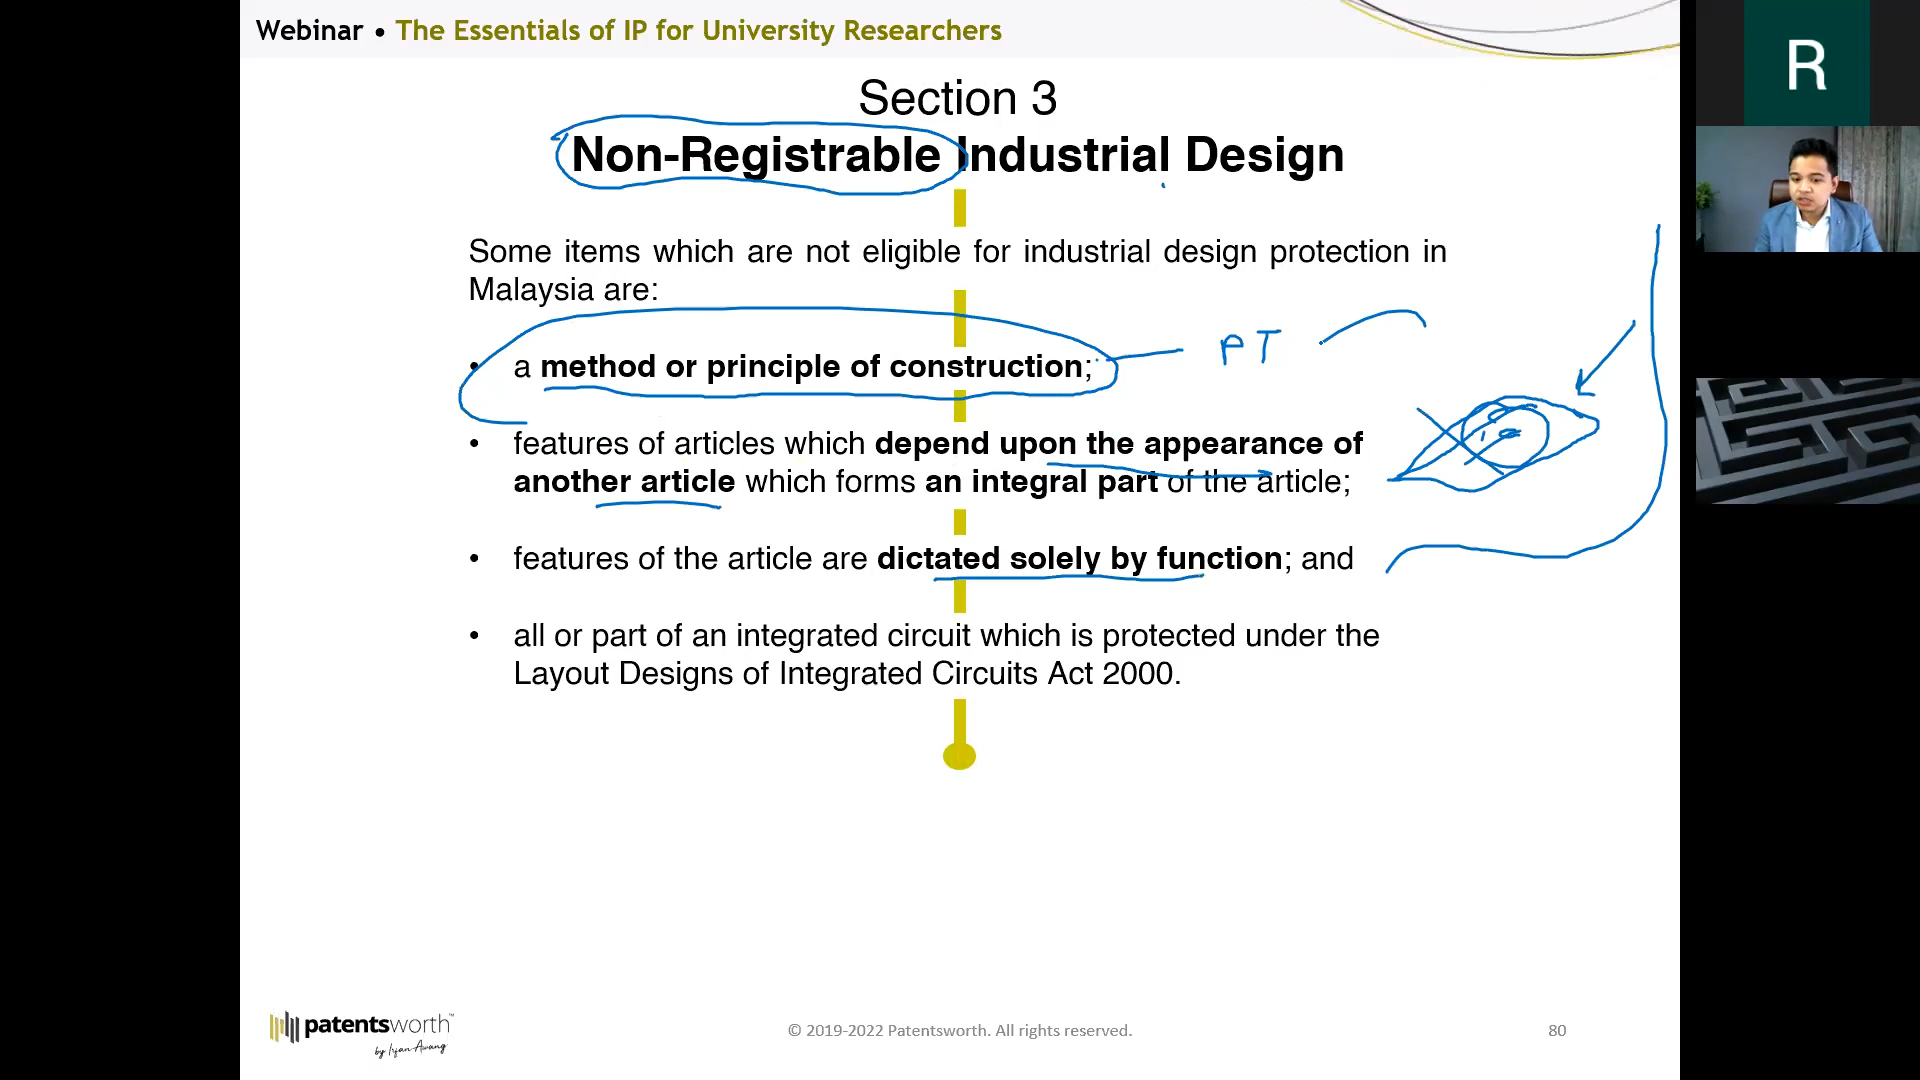 Webinar • The Essentials of IP for University Researchers
R
Section 3
Non-Registrable Industrial Design
Some items which are not eligible for industrial design protection in
Malaysia are:
• a method or principle of construction;
PT
• features of articles which depend upon the appearance of
another article which forms an integral part of the article;
• features of the article are dictated solely by function; and
• all or part of an integrated circuit which is protected under the
Layout Designs of Integrated Circuits Act 2000.
patentsworth™
by Irfan Awang
© 2019-2022 Patentsworth. All rights reserved.
80